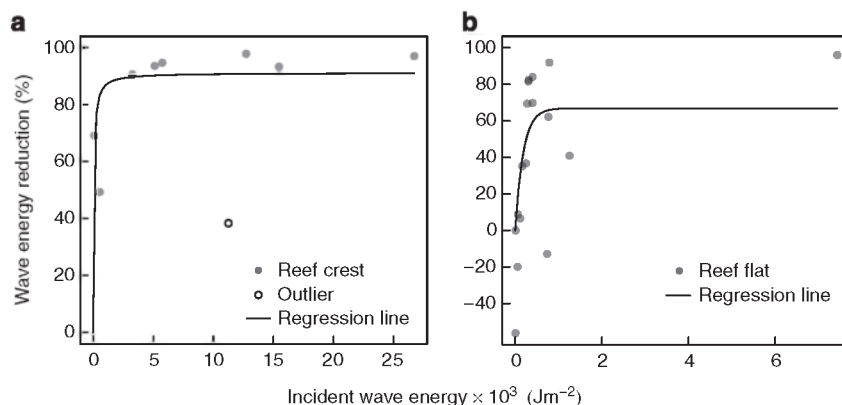 a
b
Wave energy reduction (%)
100
80
60
40
20
0
Reef crest
Outlier
Regression line
0 5 10 15 20 25
100
80
60
40
20
0
−20
−40
Reef flat
Regression line
0 2 4 6
Incident wave energy × 10³ (Jm⁻²)